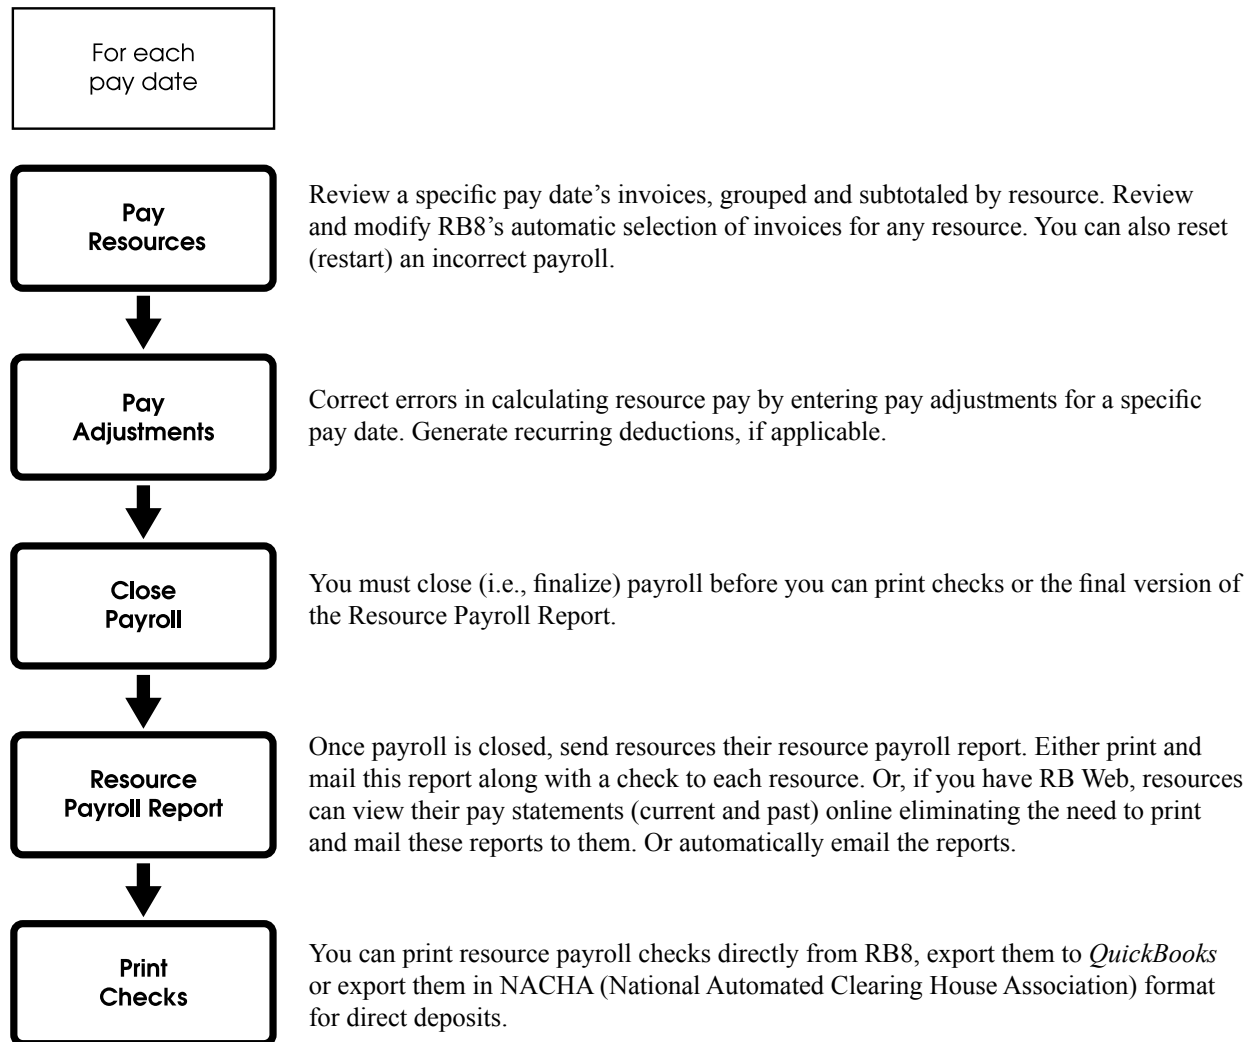 For each
pay date
Pay
Resources
Review a specific pay date’s invoices, grouped and subtotaled by resource. Review
and modify RB8’s automatic selection of invoices for any resource. You can also reset
(restart) an incorrect payroll.
Pay
Adjustments
Correct errors in calculating resource pay by entering pay adjustments for a specific
pay date. Generate recurring deductions, if applicable.
Close
Payroll
You must close (i.e., finalize) payroll before you can print checks or the final version of
the Resource Payroll Report.
Resource
Payroll Report
Once payroll is closed, send resources their resource payroll report. Either print and
mail this report along with a check to each resource. Or, if you have RB Web, resources
can view their pay statements (current and past) online eliminating the need to print
and mail these reports to them. Or automatically email the reports.
Print
Checks
You can print resource payroll checks directly from RB8, export them to QuickBooks
or export them in NACHA (National Automated Clearing House Association) format
for direct deposits.